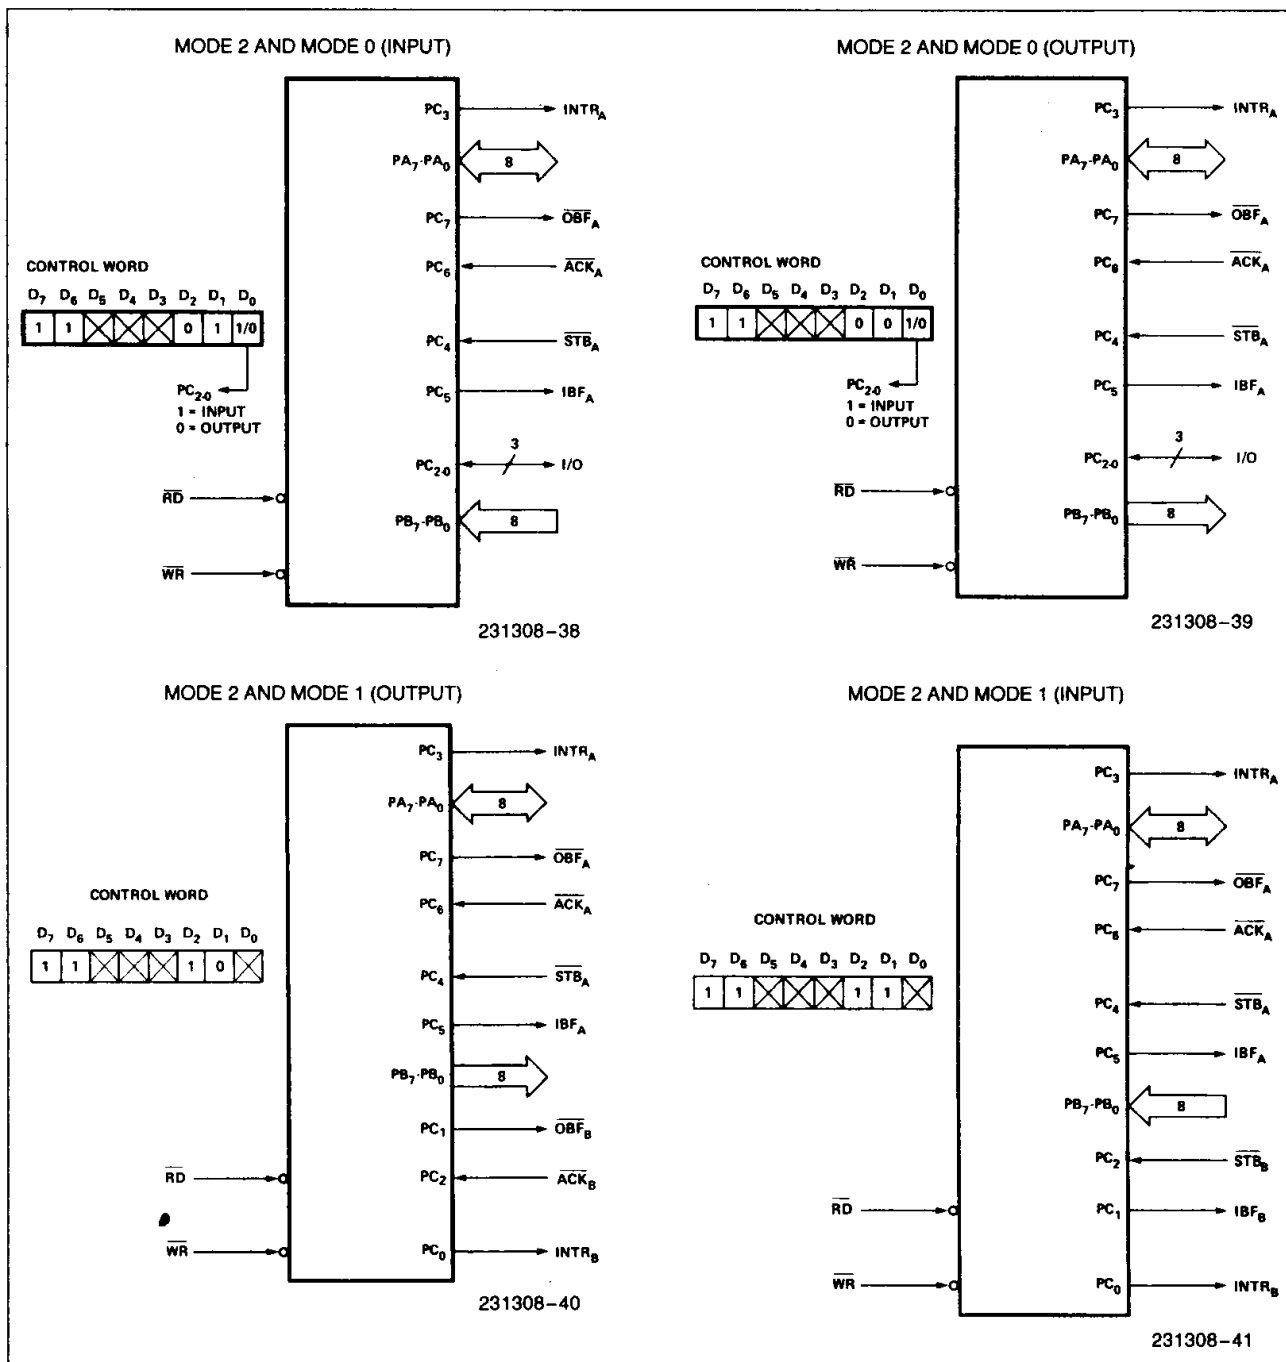 MODE 2 AND MODE 0 (INPUT)
PC3 INTRA
PA7-PA0 8
PC7 OBFA
CONTROL WORD
PC6 ACKA
D7 D6 D5 D4 D3 D2 D1 D0
1 1 0 1 1/0
PC4 STBA
PC2-0
1 = INPUT
0 = OUTPUT
PC5 IBFA
3
PC2-0 I/O
RD
PB7-PB0 8
WR
231308-38
MODE 2 AND MODE 0 (OUTPUT)
PC3 INTRA
PA7-PA0 8
PC7 OBFA
CONTROL WORD
PC6 ACKA
D7 D6 D5 D4 D3 D2 D1 D0
1 1 0 0 1/0
PC4 STBA
PC2-0
1 = INPUT
0 = OUTPUT
PC5 IBFA
3
PC2-0 I/O
RD
PB7-PB0 8
WR
231308-39
MODE 2 AND MODE 1 (OUTPUT)
PC3 INTRA
PA7-PA0 8
PC7 OBFA
CONTROL WORD
PC6 ACKA
D7 D6 D5 D4 D3 D2 D1 D0
1 1 1 0
PC4 STBA
PC5 IBFA
PB7-PB0 8
PC1 OBFB
RD
PC2 ACKB
WR
PC0 INTRB
231308-40
MODE 2 AND MODE 1 (INPUT)
PC3 INTRA
PA7-PA0 8
PC7 OBFA
CONTROL WORD
PC6 ACKA
D7 D6 D5 D4 D3 D2 D1 D0
1 1 1 1
PC4 STBA
PC5 IBFA
PB7-PB0 8
PC2 STBB
RD
PC1 IBFB
WR
PC0 INTRB
231308-41